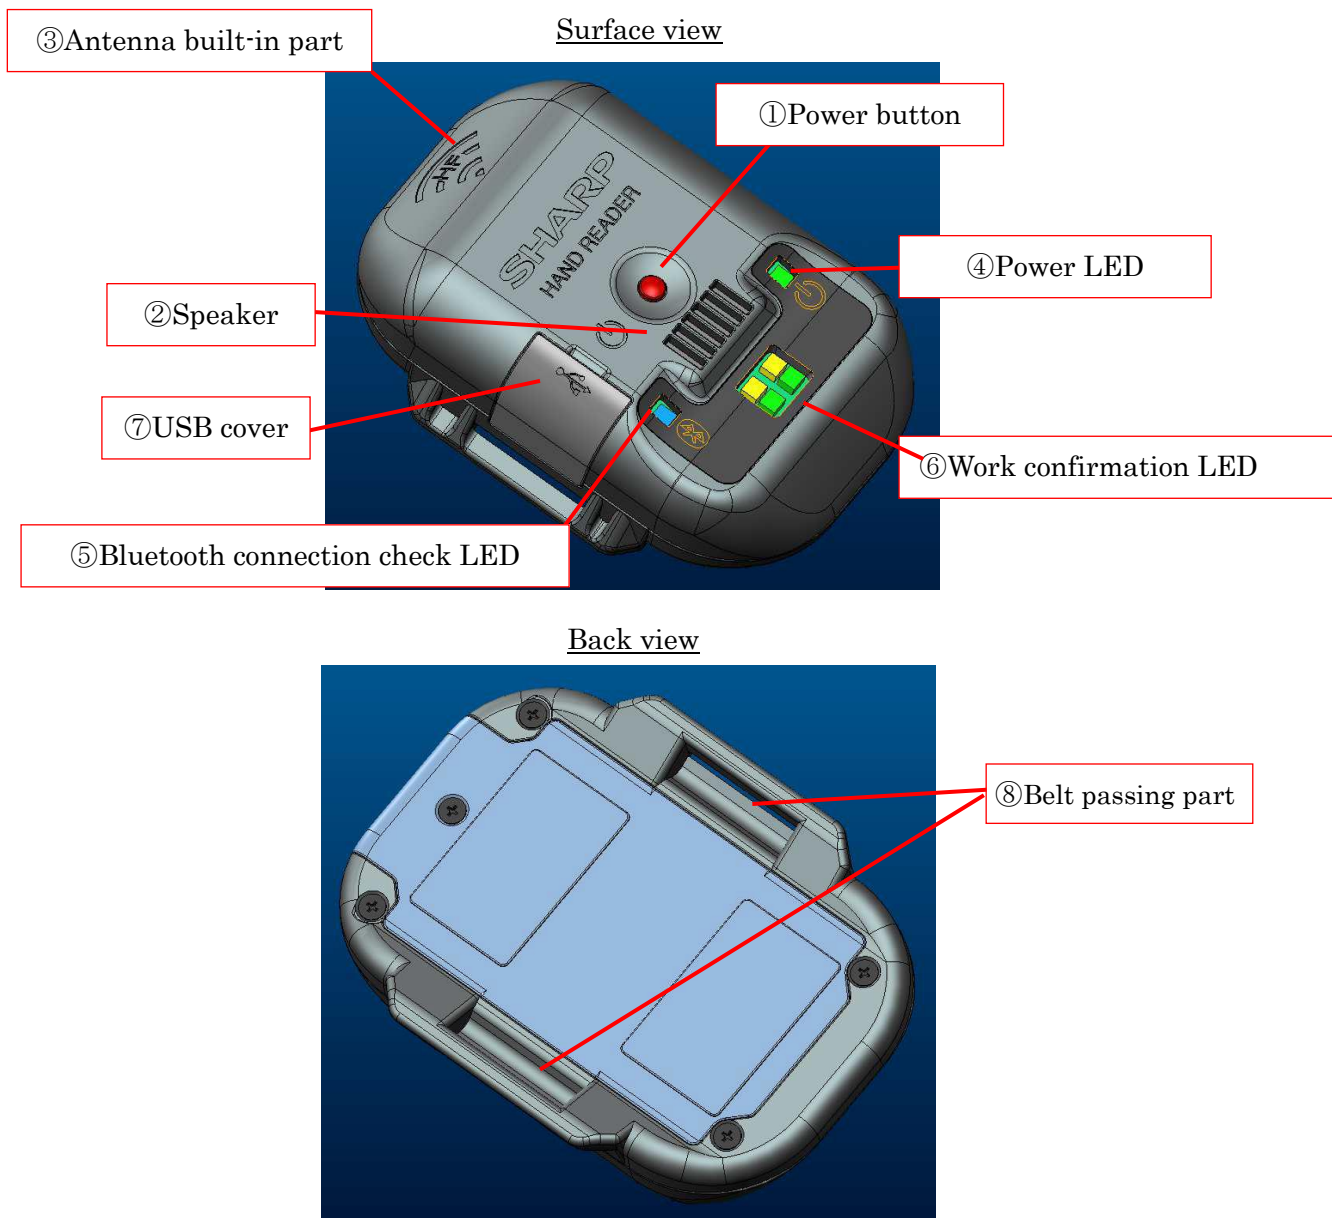 Surface view
③Antenna built-in part
①Power button
HF
SHARP
HAND READER
④Power LED
②Speaker
⑦USB cover
⑥Work confirmation LED
⑤Bluetooth connection check LED
Back view
⑧Belt passing part